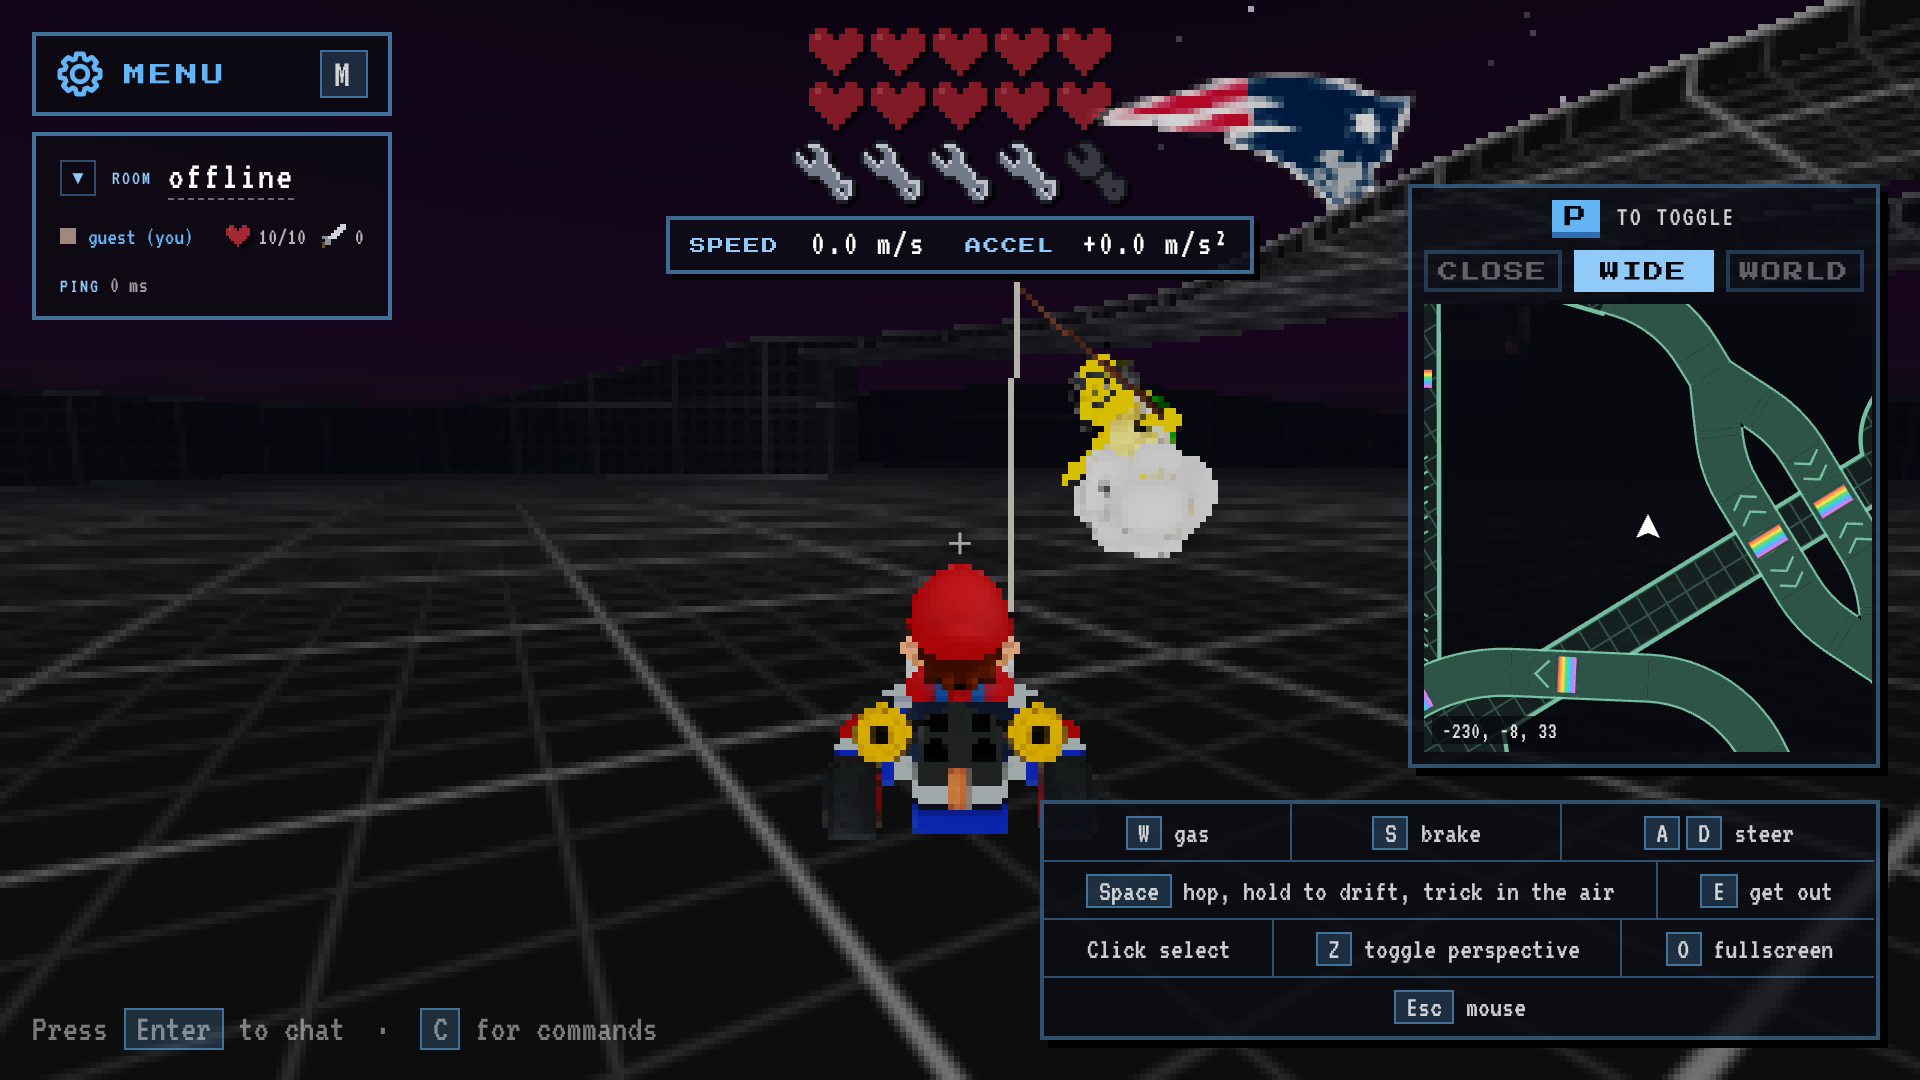 MENU M
ROOM offline
guest (you) 10/10 0
PING 0 ms
SPEED 0.0 m/s ACCEL +0.0 m/s²
P TO TOGGLE
CLOSE WIDE WORLD
-230, -8, 33
W gas S brake A D steer
Space hop, hold to drift, trick in the air E get out
Click select Z toggle perspective O fullscreen
Esc mouse
Press Enter to chat · C for commands